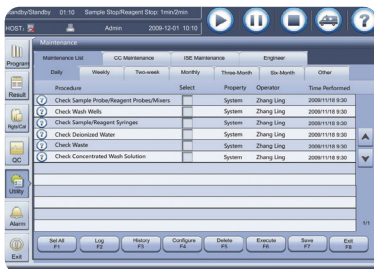 andby/Standby 01:10 Sample Stop/Reagent Stop: 1min/2min
HOST: Admin 2009-12-01 10:10
Maintenance
Program
Result
Rgts/Cal
QC
Utility
Alarm
Exit
Maintenance List CC Maintenance ISE Maintenance Engineer
Daily Weekly Two-week Monthly Three-Month Six-Month Other
Procedure Select Property Operator Time Performed
Check Sample Probe/Reagent Probes/Mixers System Zhang Ling 2009/11/18 9:30
Check Wash Wells System Zhang Ling 2009/11/18 9:30
Check Sample/Reagent Syringes System Zhang Ling 2009/11/18 9:30
Check Deionized Water System Zhang Ling 2009/11/18 9:30
Check Waste System Zhang Ling 2009/11/18 9:30
Check Concentrated Wash Solution System Zhang Ling 2009/11/18 9:30
1/1
Sel All F1 Log F2 History F3 Configure F4 Delete F5 Execute F6 Save F7 Exit F8